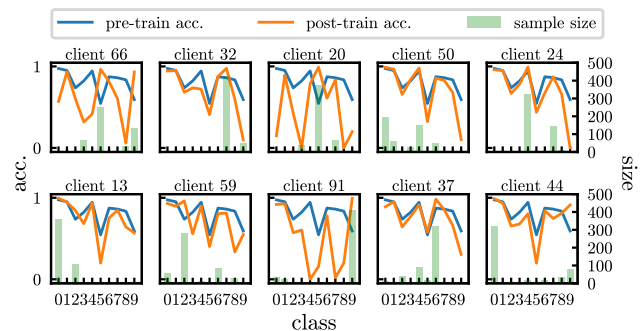 pre-train acc. post-train acc. sample size
client 66 client 32 client 20 client 50 client 24
1 500
400
300
200
100
0 0
acc. size
client 13 client 59 client 91 client 37 client 44
1 500
400
300
200
100
0 0
0123456789 0123456789 0123456789 0123456789 0123456789
class